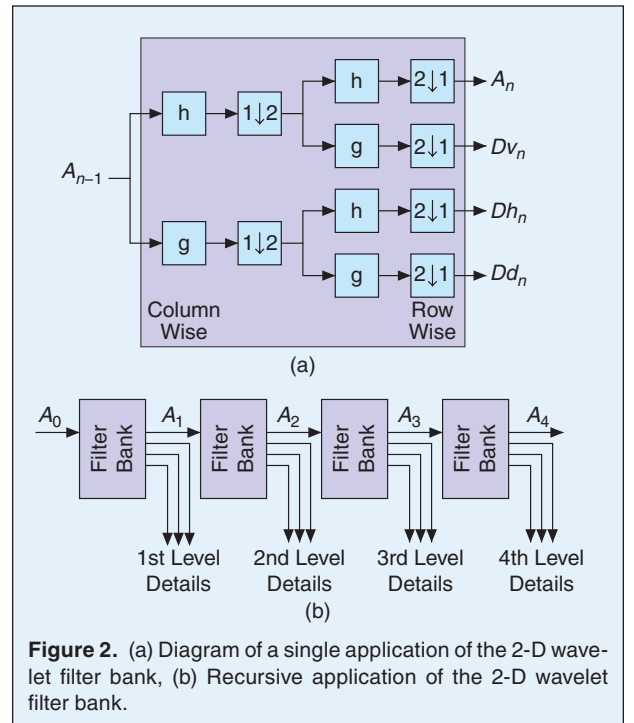 h
2↓1
A_n
h
1↓2
g
2↓1
Dv_n
A_{n–1}
h
2↓1
Dh_n
g
1↓2
g
2↓1
Dd_n
Column
Wise
Row
Wise
(a)
A_0
Filter
Bank
A_1
Filter
Bank
A_2
Filter
Bank
A_3
Filter
Bank
A_4
1st Level
Details
2nd Level
Details
3rd Level
Details
4th Level
Details
(b)
Figure 2. (a) Diagram of a single application of the 2-D wave-
let filter bank, (b) Recursive application of the 2-D wavelet
filter bank.